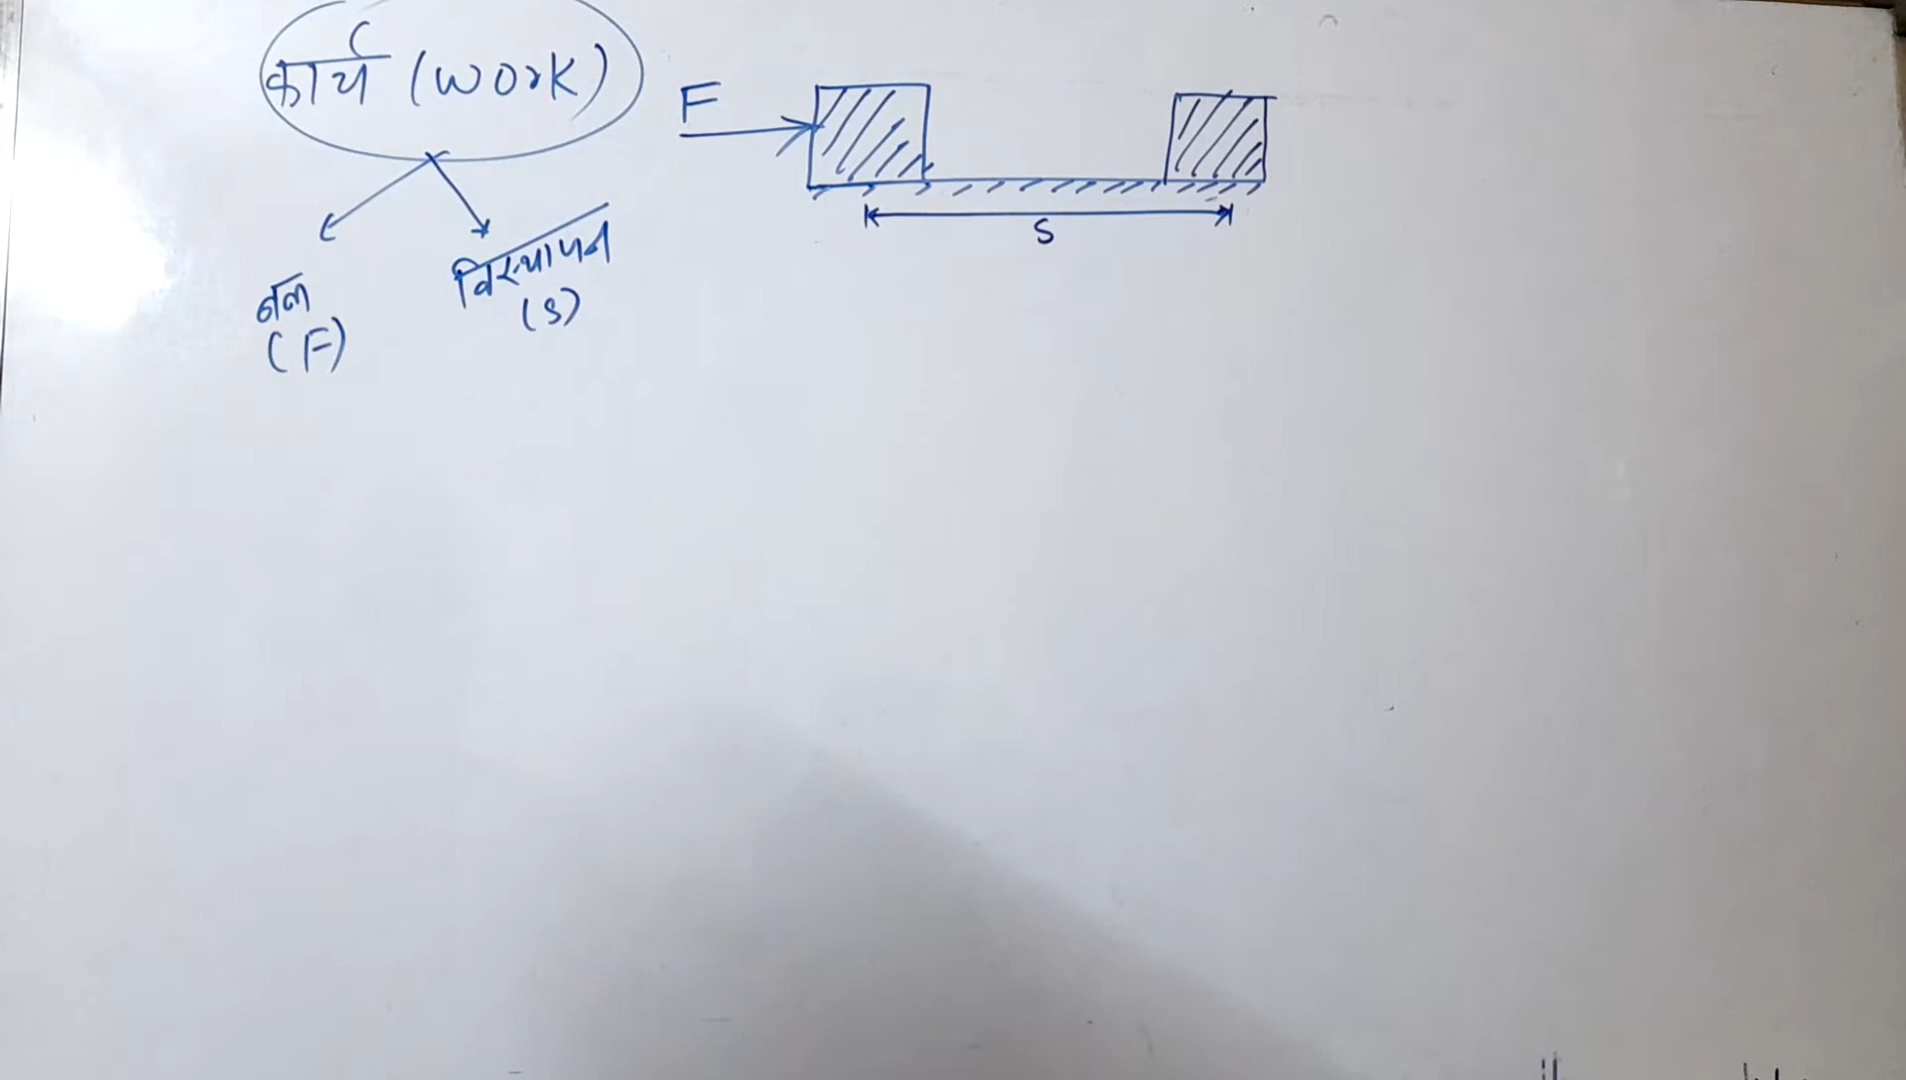 कार्य (work)
F
S
बल
(F)
विस्थापन
(S)